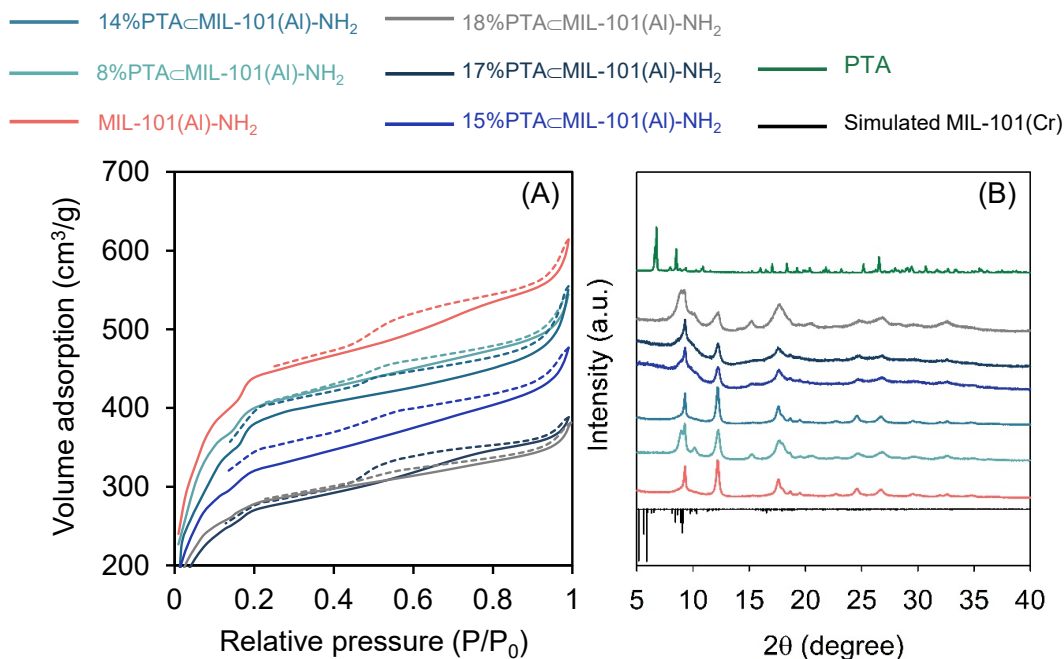 14%PTA⊂MIL-101(Al)-NH₂ 18%PTA⊂MIL-101(Al)-NH₂
8%PTA⊂MIL-101(Al)-NH₂ 17%PTA⊂MIL-101(Al)-NH₂ PTA
MIL-101(Al)-NH₂ 15%PTA⊂MIL-101(Al)-NH₂ Simulated MIL-101(Cr)
Volume adsorption (cm³/g)
700
600
500
400
300
200
(A)
0 0.2 0.4 0.6 0.8 1
Relative pressure (P/P₀)
Intensity (a.u.)
(B)
5 10 15 20 25 30 35 40
2θ (degree)